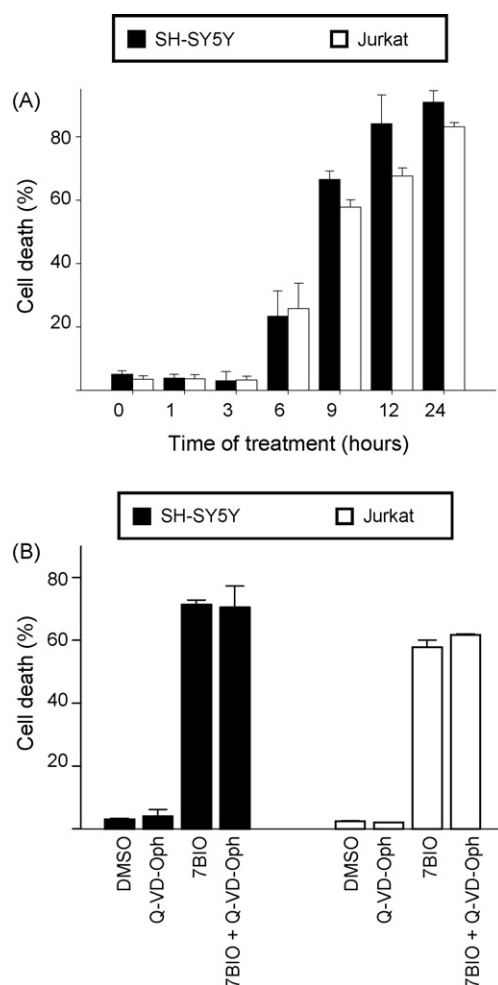 SH-SY5Y Jurkat
(A)
Cell death (%)
80
60
40
20
0 1 3 6 9 12 24
Time of treatment (hours)
SH-SY5Y Jurkat
(B)
Cell death (%)
80
60
40
20
DMSO
Q-VD-Oph
7BIO
7BIO + Q-VD-Oph
DMSO
Q-VD-Oph
7BIO
7BIO + Q-VD-Oph